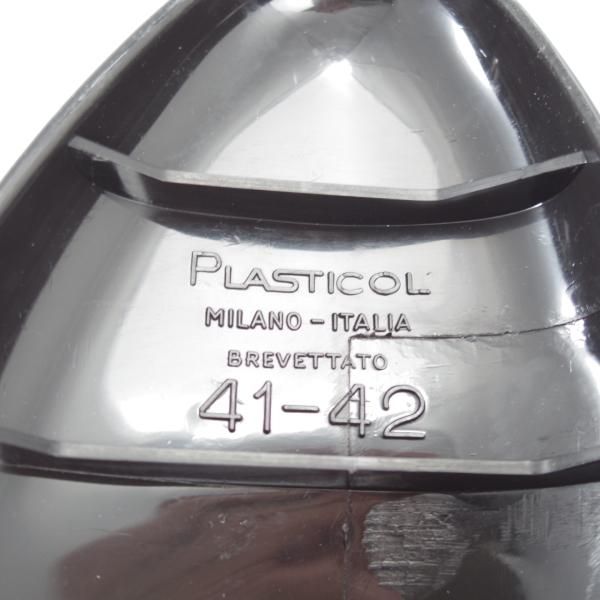 PLASTICOL
MILANO - ITALIA
BREVETTATO
41-42